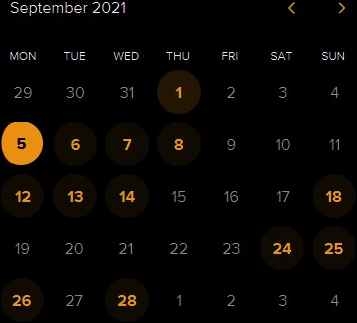 September 2021
MON TUE WED THU FRI SAT SUN
29 30 31 1 2 3 4
5 6 7 8 9 10 11
12 13 14 15 16 17 18
19 20 21 22 23 24 25
26 27 28 1 2 3 4